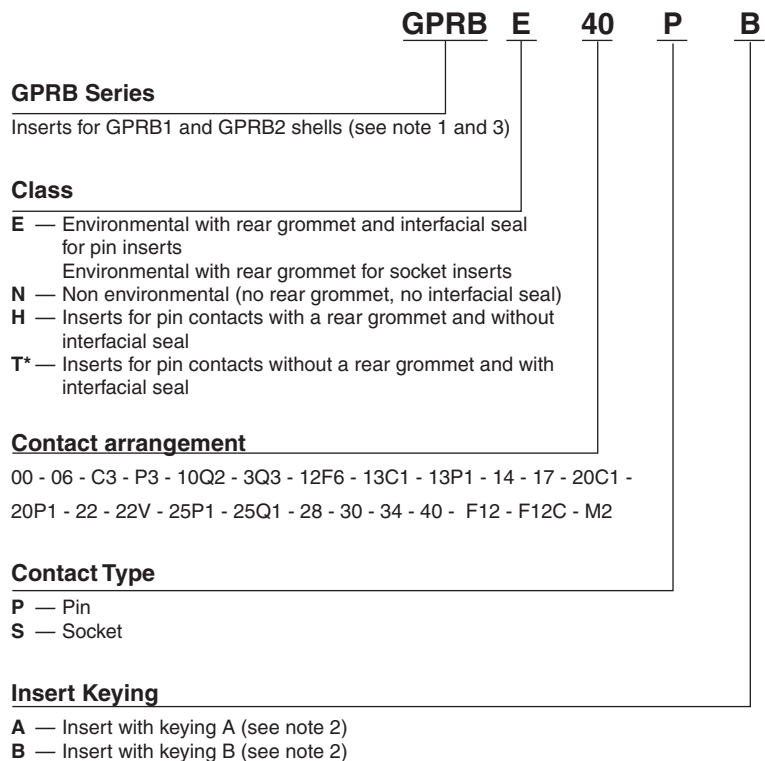 GPRB E 40 P B
GPRB Series
Inserts for GPRB1 and GPRB2 shells (see note 1 and 3)
Class
E — Environmental with rear grommet and interfacial seal
for pin inserts
Environmental with rear grommet for socket inserts
N — Non environmental (no rear grommet, no interfacial seal)
H — Inserts for pin contacts with a rear grommet and without
interfacial seal
T* — Inserts for pin contacts without a rear grommet and with
interfacial seal
Contact arrangement
00 - 06 - C3 - P3 - 10Q2 - 3Q3 - 12F6 - 13C1 - 13P1 - 14 - 17 - 20C1 -
20P1 - 22 - 22V - 25P1 - 25Q1 - 28 - 30 - 34 - 40 - F12 - F12C - M2
Contact Type
P — Pin
S — Socket
Insert Keying
A — Insert with keying A (see note 2)
B — Insert with keying B (see note 2)